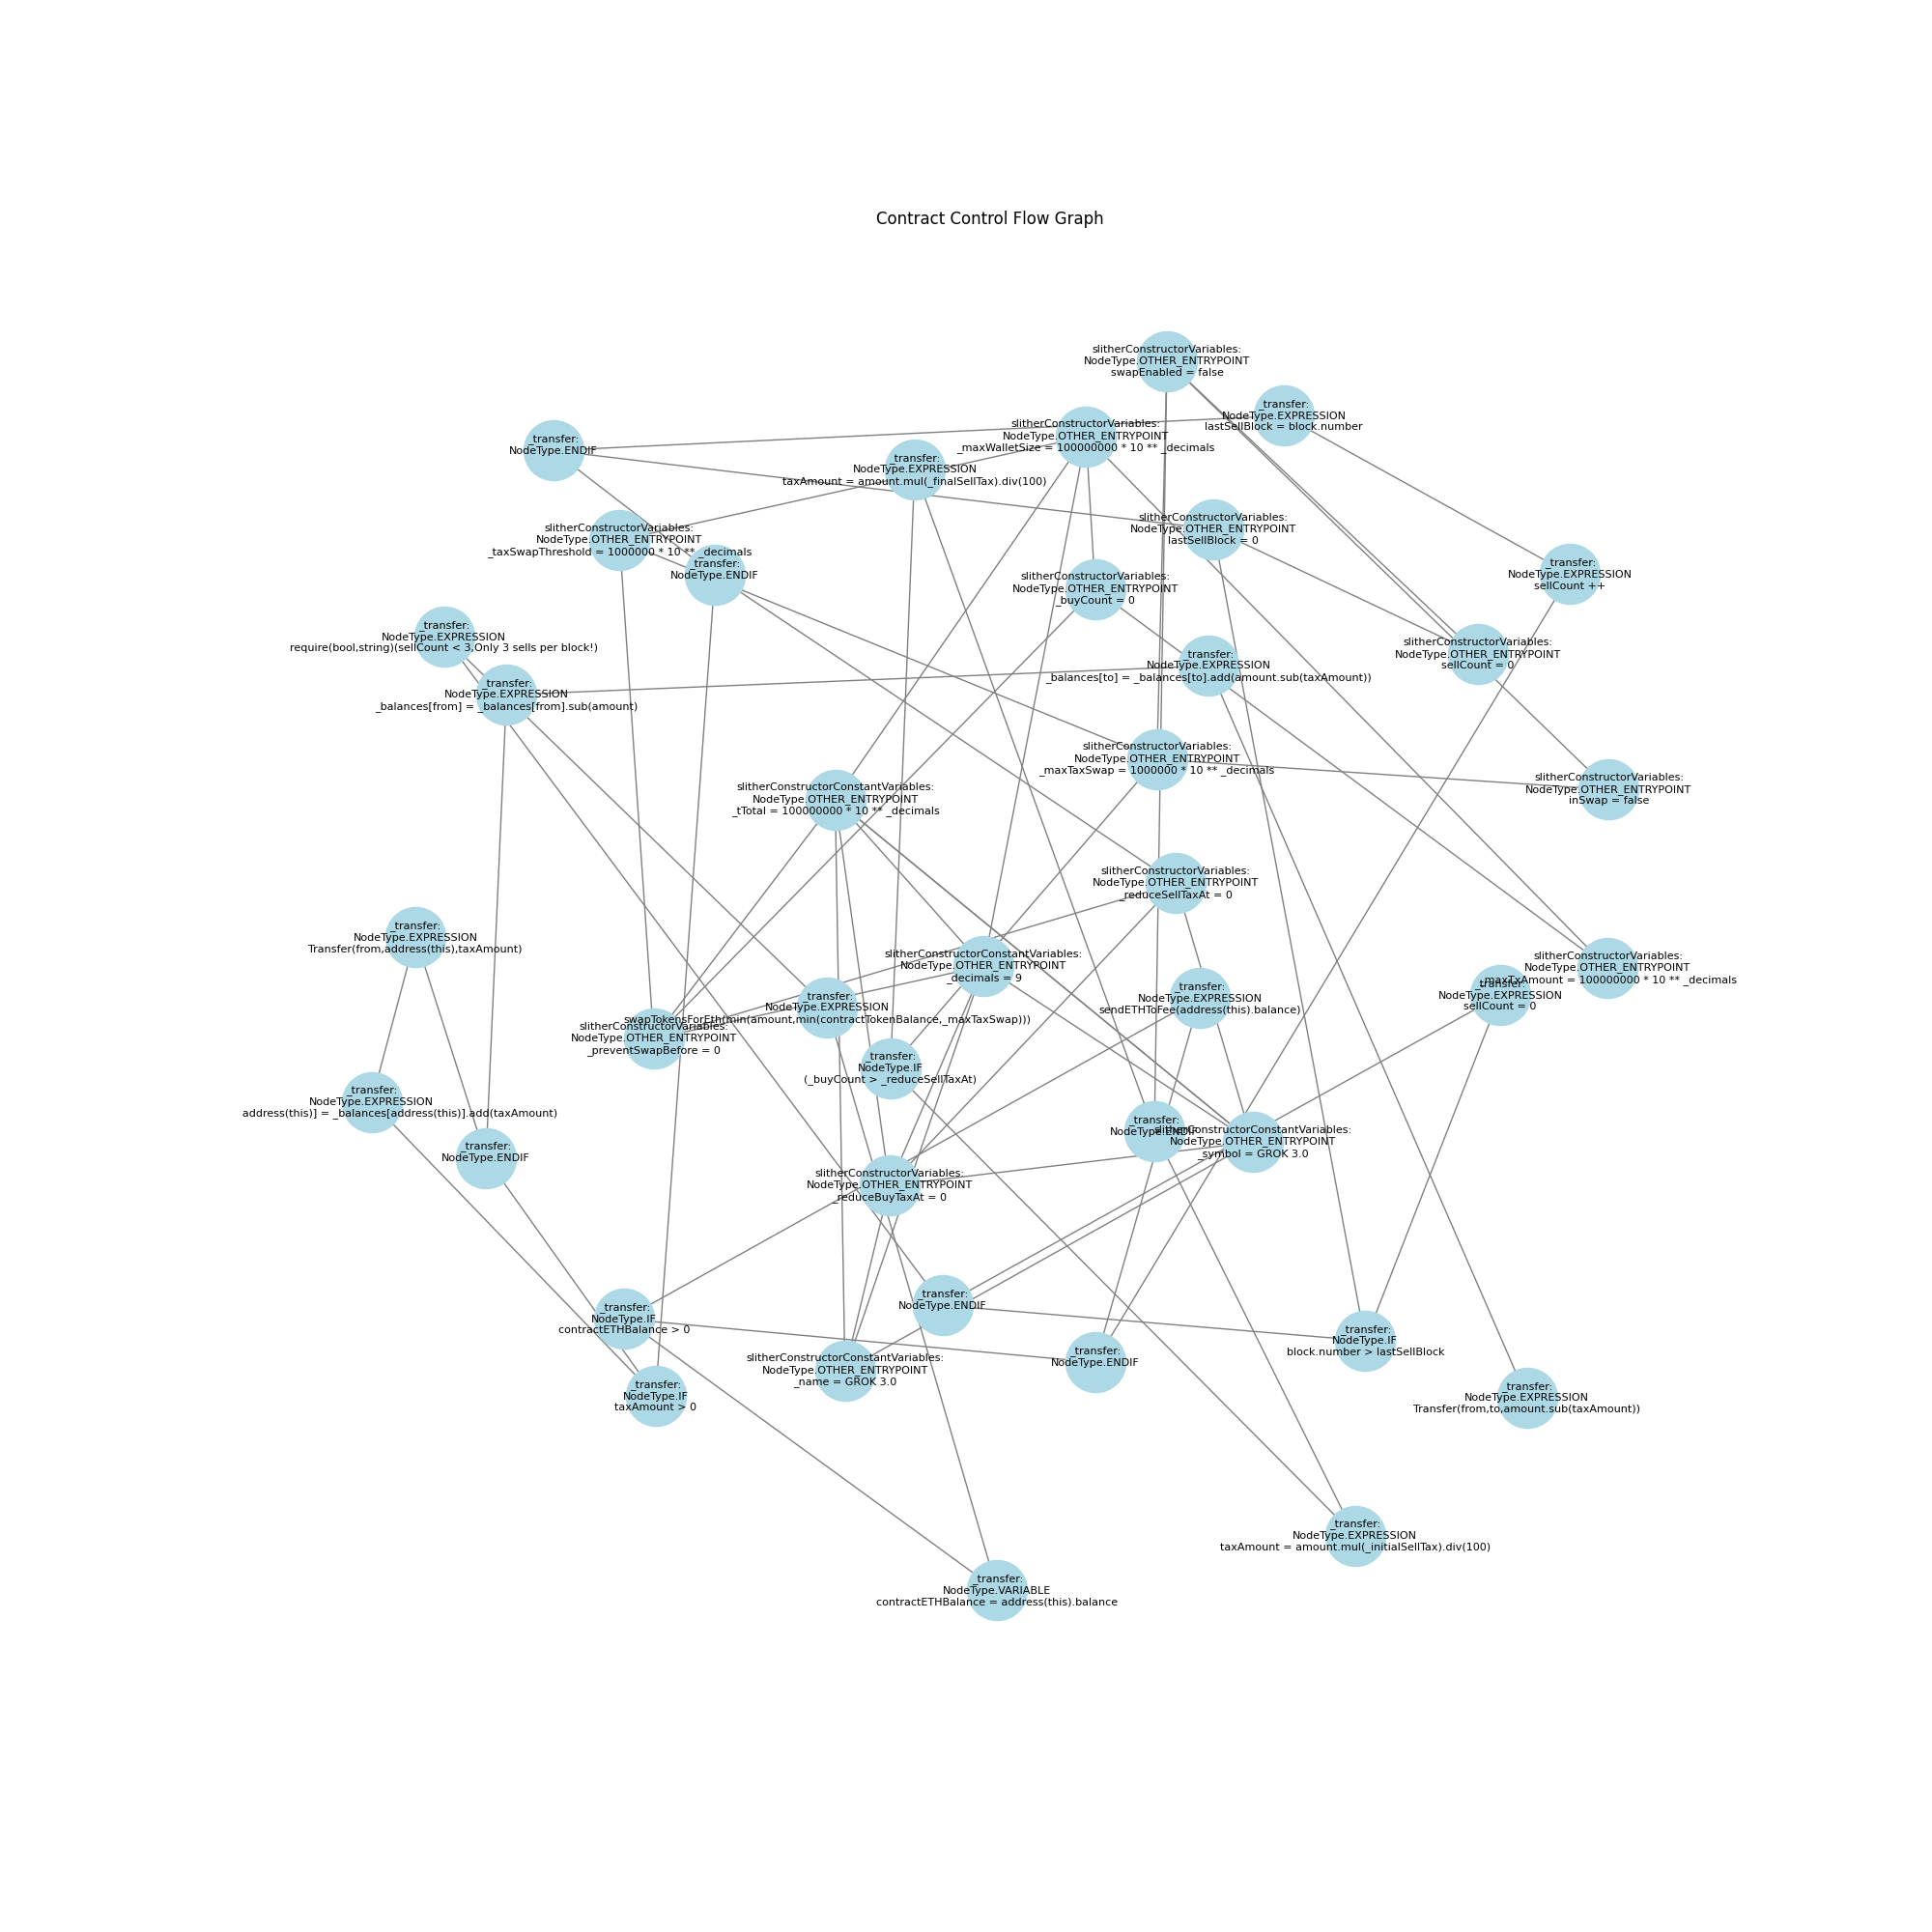 Contract Control Flow Graph
slitherConstructorVariables:
NodeType.OTHER_ENTRYPOINT
swapEnabled = false
_transfer:
NodeType.EXPRESSION
lastSellBlock = block.number
slitherConstructorVariables:
NodeType.OTHER_ENTRYPOINT
_maxWalletSize = 100000000 * 10 ** _decimals
_transfer:
NodeType.ENDIF
_transfer:
NodeType.EXPRESSION
taxAmount = amount.mul(_finalSellTax).div(100)
slitherConstructorVariables:
NodeType.OTHER_ENTRYPOINT
lastSellBlock = 0
slitherConstructorVariables:
NodeType.OTHER_ENTRYPOINT
_taxSwapThreshold = 1000000 * 10 ** _decimals
_transfer:
NodeType.ENDIF
_transfer:
NodeType.EXPRESSION
sellCount ++
slitherConstructorVariables:
NodeType.OTHER_ENTRYPOINT
_buyCount = 0
_transfer:
NodeType.EXPRESSION
require(bool,string)(sellCount < 3,Only 3 sells per block!)
slitherConstructorVariables:
NodeType.OTHER_ENTRYPOINT
sellCount = 0
_transfer:
NodeType.EXPRESSION
_balances[to] = _balances[to].add(amount.sub(taxAmount))
_transfer:
NodeType.EXPRESSION
_balances[from] = _balances[from].sub(amount)
slitherConstructorVariables:
NodeType.OTHER_ENTRYPOINT
_maxTaxSwap = 1000000 * 10 ** _decimals
slitherConstructorVariables:
NodeType.OTHER_ENTRYPOINT
inSwap = false
slitherConstructorConstantVariables:
NodeType.OTHER_ENTRYPOINT
_tTotal = 100000000 * 10 ** _decimals
slitherConstructorVariables:
NodeType.OTHER_ENTRYPOINT
_reduceSellTaxAt = 0
_transfer:
NodeType.EXPRESSION
Transfer(from,address(this),taxAmount)
slitherConstructorConstantVariables:
NodeType.OTHER_ENTRYPOINT
_decimals = 9
slitherConstructorVariables:
NodeType.OTHER_ENTRYPOINT
_maxTxAmount = 100000000 * 10 ** _decimals
_transfer:
NodeType.EXPRESSION
sellCount = 0
_transfer:
NodeType.EXPRESSION
sendETHToFee(address(this).balance)
_transfer:
NodeType.EXPRESSION
swapTokensForEth(min(amount,min(contractTokenBalance,_maxTaxSwap)))
slitherConstructorVariables:
NodeType.OTHER_ENTRYPOINT
_preventSwapBefore = 0
_transfer:
NodeType.IF
(_buyCount > _reduceSellTaxAt)
_transfer:
NodeType.EXPRESSION
address(this)] = _balances[address(this)].add(taxAmount)
_transfer:
NodeType.ENDIF
slitherConstructorConstantVariables:
NodeType.OTHER_ENTRYPOINT
_symbol = GROK 3.0
_transfer:
NodeType.ENDIF
slitherConstructorVariables:
NodeType.OTHER_ENTRYPOINT
_reduceBuyTaxAt = 0
_transfer:
NodeType.ENDIF
_transfer:
NodeType.IF
contractETHBalance > 0
_transfer:
NodeType.IF
block.number > lastSellBlock
_transfer:
NodeType.ENDIF
slitherConstructorConstantVariables:
NodeType.OTHER_ENTRYPOINT
_name = GROK 3.0
_transfer:
NodeType.IF
taxAmount > 0
_transfer:
NodeType.EXPRESSION
Transfer(from,to,amount.sub(taxAmount))
_transfer:
NodeType.EXPRESSION
taxAmount = amount.mul(_initialSellTax).div(100)
_transfer:
NodeType.VARIABLE
contractETHBalance = address(this).balance